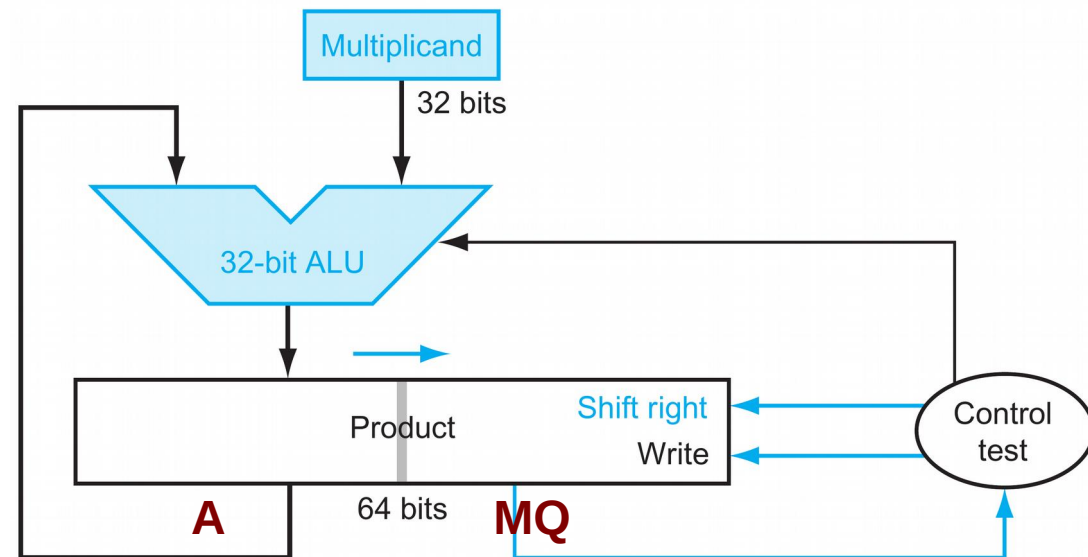 Multiplicand
32 bits
32-bit ALU
Shift right
Product
Write
Control
test
A
64 bits
MQ